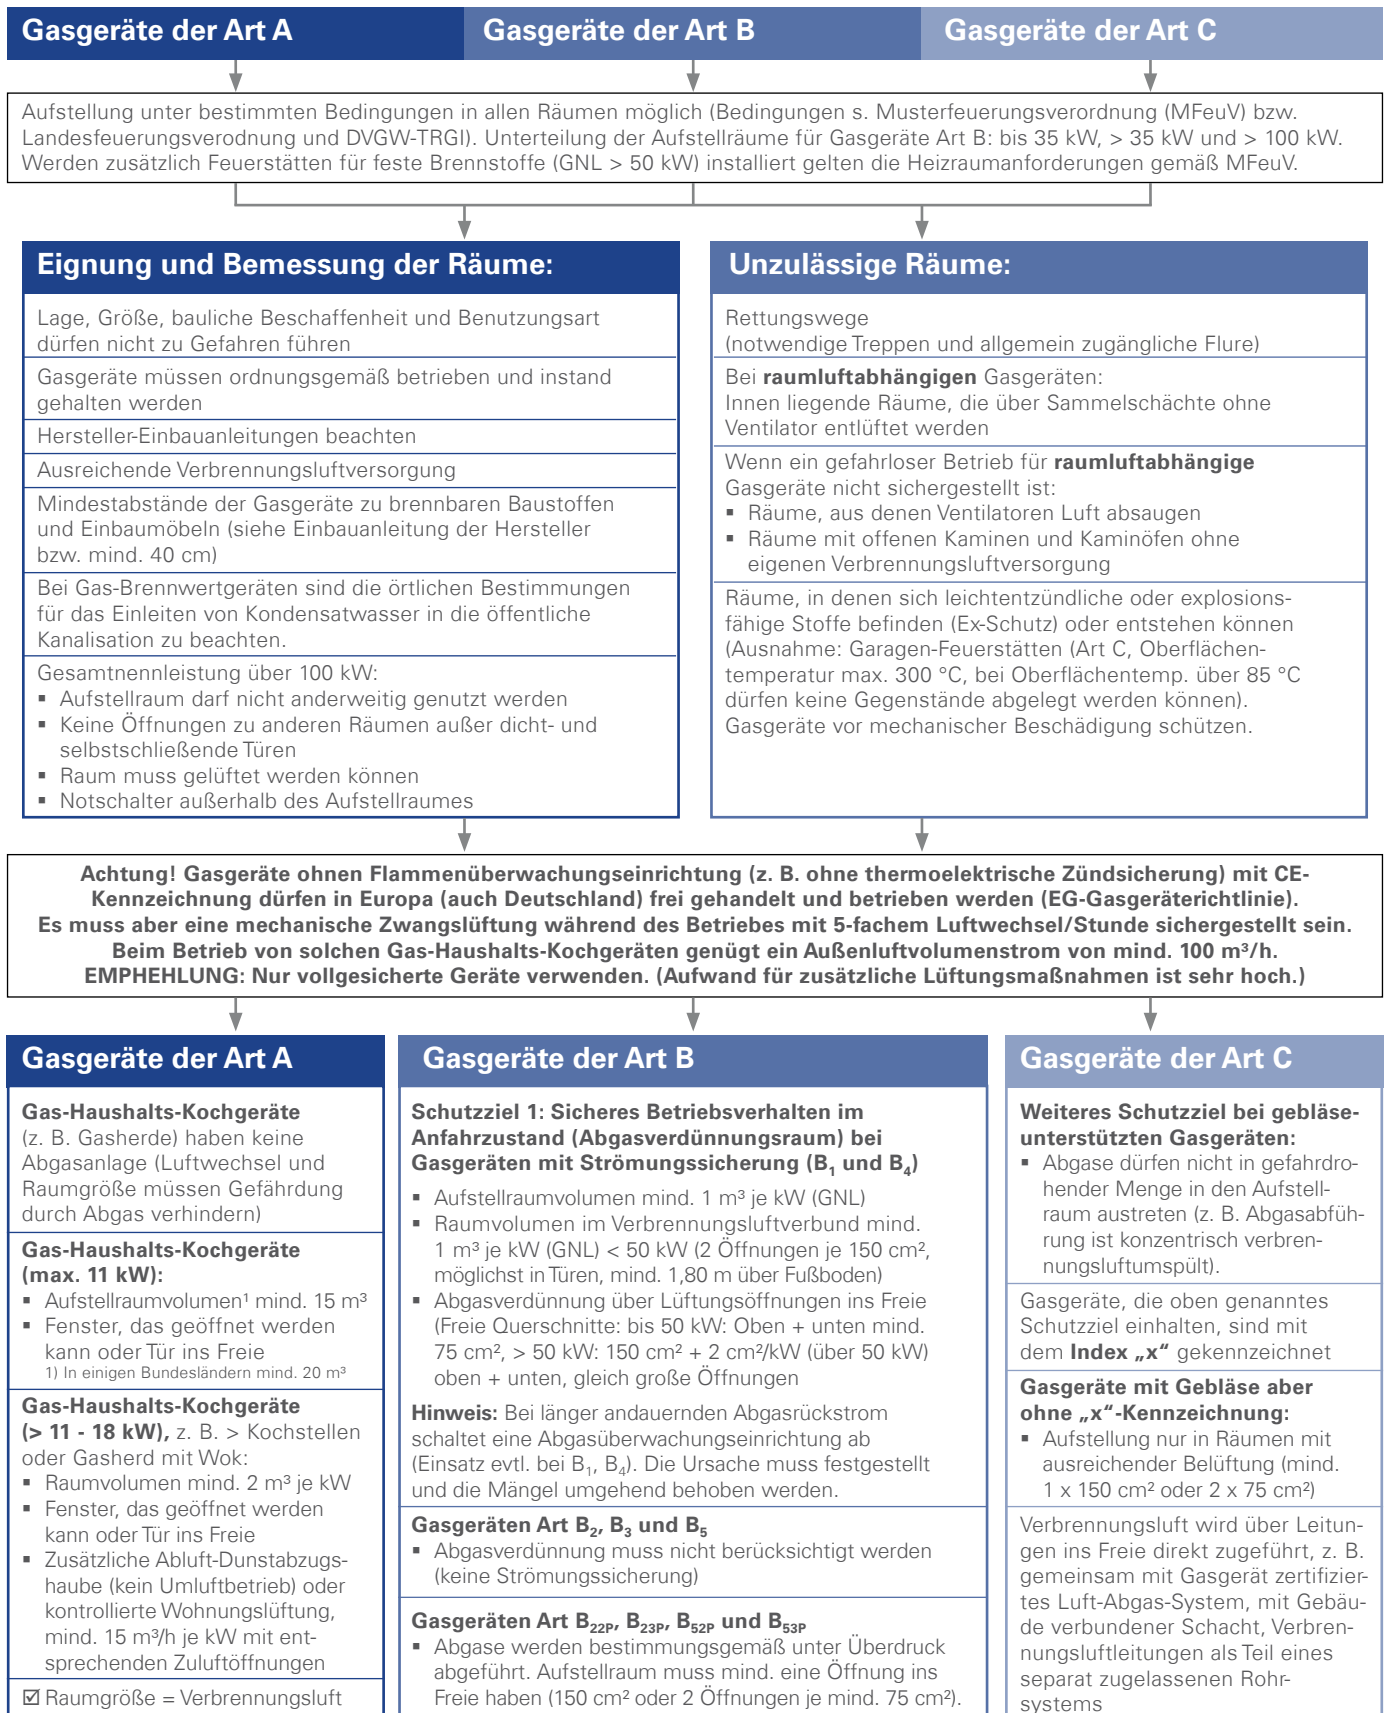 Gasgeräte der Art A
Gasgeräte der Art B
Gasgeräte der Art C
Aufstellung unter bestimmten Bedingungen in allen Räumen möglich (Bedingungen s. Musterfeuerungsverordnung (MFeuV) bzw.
Landesfeuerungsverodnung und DVGW-TRGI). Unterteilung der Aufstellräume für Gasgeräte Art B: bis 35 kW, > 35 kW und > 100 kW.
Werden zusätzlich Feuerstätten für feste Brennstoffe (GNL > 50 kW) installiert gelten die Heizraumanforderungen gemäß MFeuV.
Eignung und Bemessung der Räume:
Lage, Größe, bauliche Beschaffenheit und Benutzungsart
dürfen nicht zu Gefahren führen
Gasgeräte müssen ordnungsgemäß betrieben und instand
gehalten werden
Hersteller-Einbauanleitungen beachten
Ausreichende Verbrennungsluftversorgung
Mindestabstände der Gasgeräte zu brennbaren Baustoffen
und Einbaumöbeln (siehe Einbauanleitung der Hersteller
bzw. mind. 40 cm)
Bei Gas-Brennwertgeräten sind die örtlichen Bestimmungen
für das Einleiten von Kondensatwasser in die öffentliche
Kanalisation zu beachten.
Gesamtnennleistung über 100 kW:
▪ Aufstellraum darf nicht anderweitig genutzt werden
▪ Keine Öffnungen zu anderen Räumen außer dicht- und
selbstschließende Türen
▪ Raum muss gelüftet werden können
▪ Notschalter außerhalb des Aufstellraumes
Unzulässige Räume:
Rettungswege
(notwendige Treppen und allgemein zugängliche Flure)
Bei raumluftabhängigen Gasgeräten:
Innen liegende Räume, die über Sammelschächte ohne
Ventilator entlüftet werden
Wenn ein gefahrloser Betrieb für raumluftabhängige
Gasgeräte nicht sichergestellt ist:
▪ Räume, aus denen Ventilatoren Luft absaugen
▪ Räume mit offenen Kaminen und Kaminöfen ohne
eigenen Verbrennungsluftversorgung
Räume, in denen sich leichtentzündliche oder explosions-
fähige Stoffe befinden (Ex-Schutz) oder entstehen können
(Ausnahme: Garagen-Feuerstätten (Art C, Oberflächen-
temperatur max. 300 °C, bei Oberflächentemp. über 85 °C
dürfen keine Gegenstände abgelegt werden können).
Gasgeräte vor mechanischer Beschädigung schützen.
Achtung! Gasgeräte ohnen Flammenüberwachungseinrichtung (z. B. ohne thermoelektrische Zündsicherung) mit CE-
Kennzeichnung dürfen in Europa (auch Deutschland) frei gehandelt und betrieben werden (EG-Gasgeräterichtlinie).
Es muss aber eine mechanische Zwangslüftung während des Betriebes mit 5-fachem Luftwechsel/Stunde sichergestellt sein.
Beim Betrieb von solchen Gas-Haushalts-Kochgeräten genügt ein Außenluftvolumenstrom von mind. 100 m³/h.
EMPHEHLUNG: Nur vollgesicherte Geräte verwenden. (Aufwand für zusätzliche Lüftungsmaßnahmen ist sehr hoch.)
Gasgeräte der Art A
Gas-Haushalts-Kochgeräte
(z. B. Gasherde) haben keine
Abgasanlage (Luftwechsel und
Raumgröße müssen Gefährdung
durch Abgas verhindern)
Gas-Haushalts-Kochgeräte
(max. 11 kW):
▪ Aufstellraumvolumen¹ mind. 15 m³
▪ Fenster, das geöffnet werden
kann oder Tür ins Freie
1) In einigen Bundesländern mind. 20 m³
Gas-Haushalts-Kochgeräte
(> 11 - 18 kW), z. B. > Kochstellen
oder Gasherd mit Wok:
▪ Raumvolumen mind. 2 m³ je kW
▪ Fenster, das geöffnet werden
kann oder Tür ins Freie
▪ Zusätzliche Abluft-Dunstabzugs-
haube (kein Umluftbetrieb) oder
kontrollierte Wohnungslüftung,
mind. 15 m³/h je kW mit ent-
sprechenden Zuluftöffnungen
☑ Raumgröße = Verbrennungsluft
Gasgeräte der Art B
Schutzziel 1: Sicheres Betriebsverhalten im
Anfahrzustand (Abgasverdünnungsraum) bei
Gasgeräten mit Strömungssicherung (B₁ und B₄)
▪ Aufstellraumvolumen mind. 1 m³ je kW (GNL)
▪ Raumvolumen im Verbrennungsluftverbund mind.
1 m³ je kW (GNL) < 50 kW (2 Öffnungen je 150 cm²,
möglichst in Türen, mind. 1,80 m über Fußboden)
▪ Abgasverdünnung über Lüftungsöffnungen ins Freie
(Freie Querschnitte: bis 50 kW: Oben + unten mind.
75 cm², > 50 kW: 150 cm² + 2 cm²/kW (über 50 kW)
oben + unten, gleich große Öffnungen
Hinweis: Bei länger andauernden Abgasrückstrom
schaltet eine Abgasüberwachungseinrichtung ab
(Einsatz evtl. bei B₁, B₄). Die Ursache muss festgestellt
und die Mängel umgehend behoben werden.
Gasgeräten Art B₂, B₃ und B₅
▪ Abgasverdünnung muss nicht berücksichtigt werden
(keine Strömungssicherung)
Gasgeräten Art B₂₂ₚ, B₂₃ₚ, B₅₂ₚ und B₅₃ₚ
▪ Abgase werden bestimmungsgemäß unter Überdruck
abgeführt. Aufstellraum muss mind. eine Öffnung ins
Freie haben (150 cm² oder 2 Öffnungen je mind. 75 cm²).
Gasgeräte der Art C
Weiteres Schutzziel bei gebläse-
unterstützten Gasgeräten:
▪ Abgase dürfen nicht in gefahrdro-
hender Menge in den Aufstell-
raum austreten (z. B. Abgasabfüh-
rung ist konzentrisch verbren-
nungsluftumspült).
Gasgeräte, die oben genanntes
Schutzziel einhalten, sind mit
dem Index „x“ gekennzeichnet
Gasgeräte mit Gebläse aber
ohne „x“-Kennzeichnung:
▪ Aufstellung nur in Räumen mit
ausreichender Belüftung (mind.
1 x 150 cm² oder 2 x 75 cm²)
Verbrennungsluft wird über Leitun-
gen ins Freie direkt zugeführt, z. B.
gemeinsam mit Gasgerät zertifizier-
tes Luft-Abgas-System, mit Gebäu-
de verbundener Schacht, Verbren-
nungsluftleitungen als Teil eines
separat zugelassenen Rohr-
systems